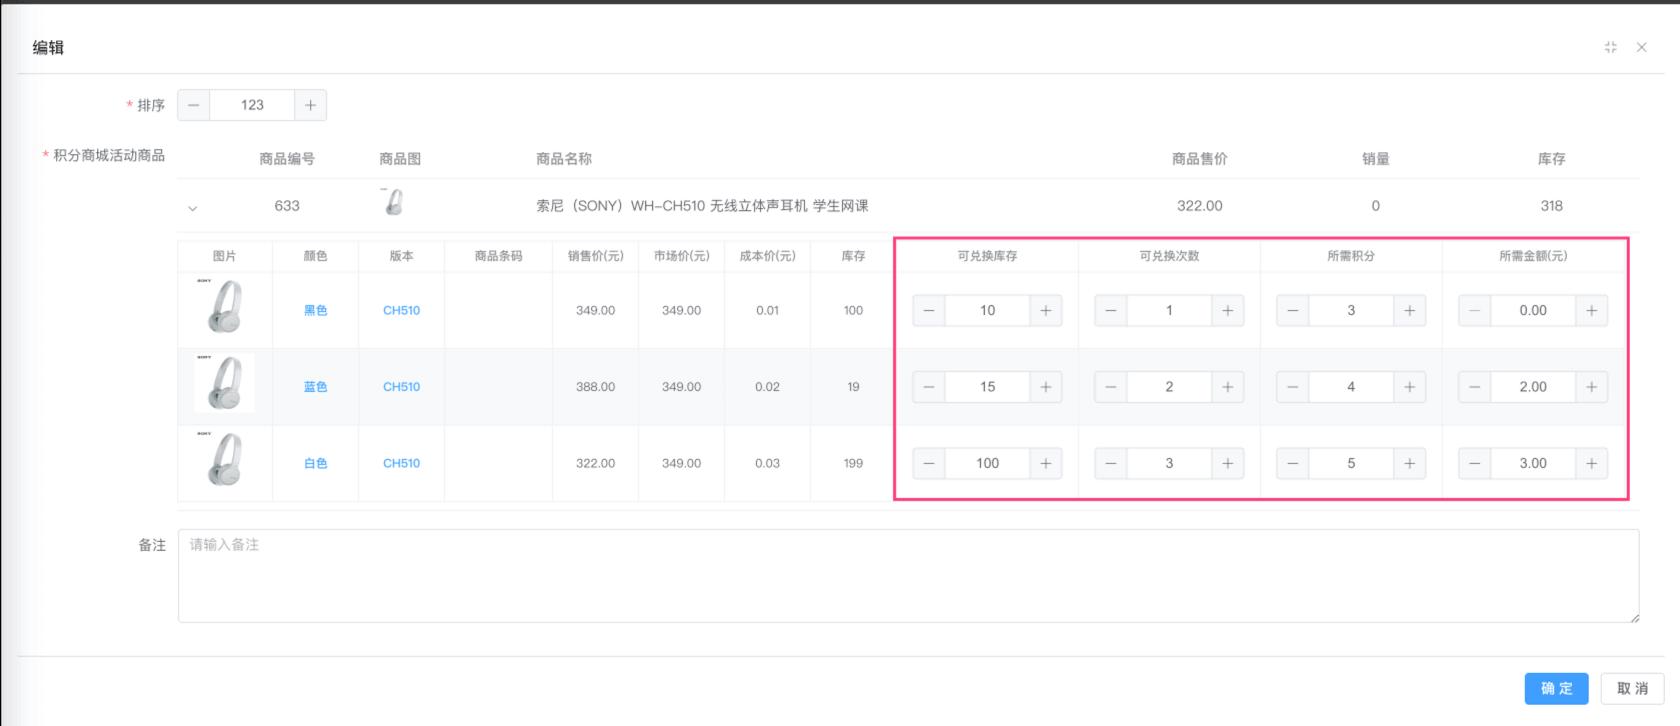 编辑
* 排序 − 123 +
* 积分商城活动商品 商品编号 商品图 商品名称 商品售价 销量 库存
633 索尼（SONY）WH-CH510 无线立体声耳机 学生网课 322.00 0 318
图片 颜色 版本 商品条码 销售价(元) 市场价(元) 成本价(元) 库存 可兑换库存 可兑换次数 所需积分 所需金额(元)
SONY 黑色 CH510 349.00 349.00 0.01 100 − 10 + − 1 + − 3 + − 0.00 +
SONY 蓝色 CH510 388.00 349.00 0.02 19 − 15 + − 2 + − 4 + − 2.00 +
SONY 白色 CH510 322.00 349.00 0.03 199 − 100 + − 3 + − 5 + − 3.00 +
备注 请输入备注
确定 取消